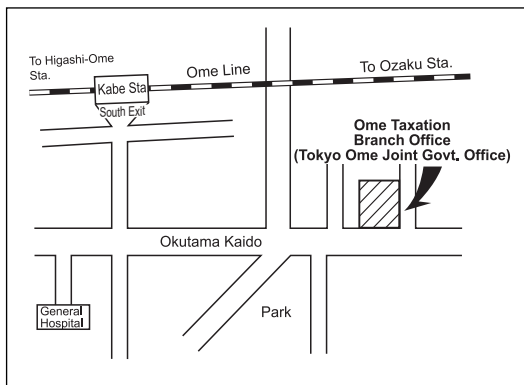 To Higashi-Ome
Sta.
Kabe Sta
South Exit
Ome Line
To Ozaku Sta.
Ome Taxation
Branch Office
(Tokyo Ome Joint Govt. Office)
Okutama Kaido
General
Hospital
Park